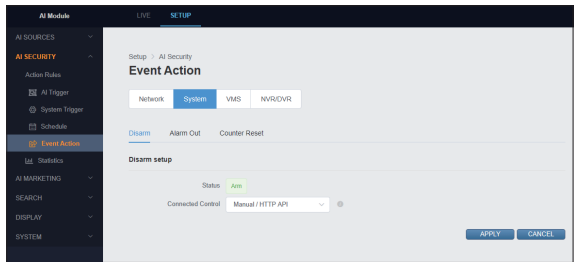 AI Module
LIVE SETUP
AI SOURCES
AI SECURITY
Action Rules
AI Trigger
System Trigger
Schedule
Event Action
Statistics
AI MARKETING
SEARCH
DISPLAY
SYSTEM
Setup > AI Security
Event Action
Network System VMS NVR/DVR
Disarm Alarm Out Counter Reset
Disarm setup
Status Arm
Connected Control Manual / HTTP API
APPLY CANCEL